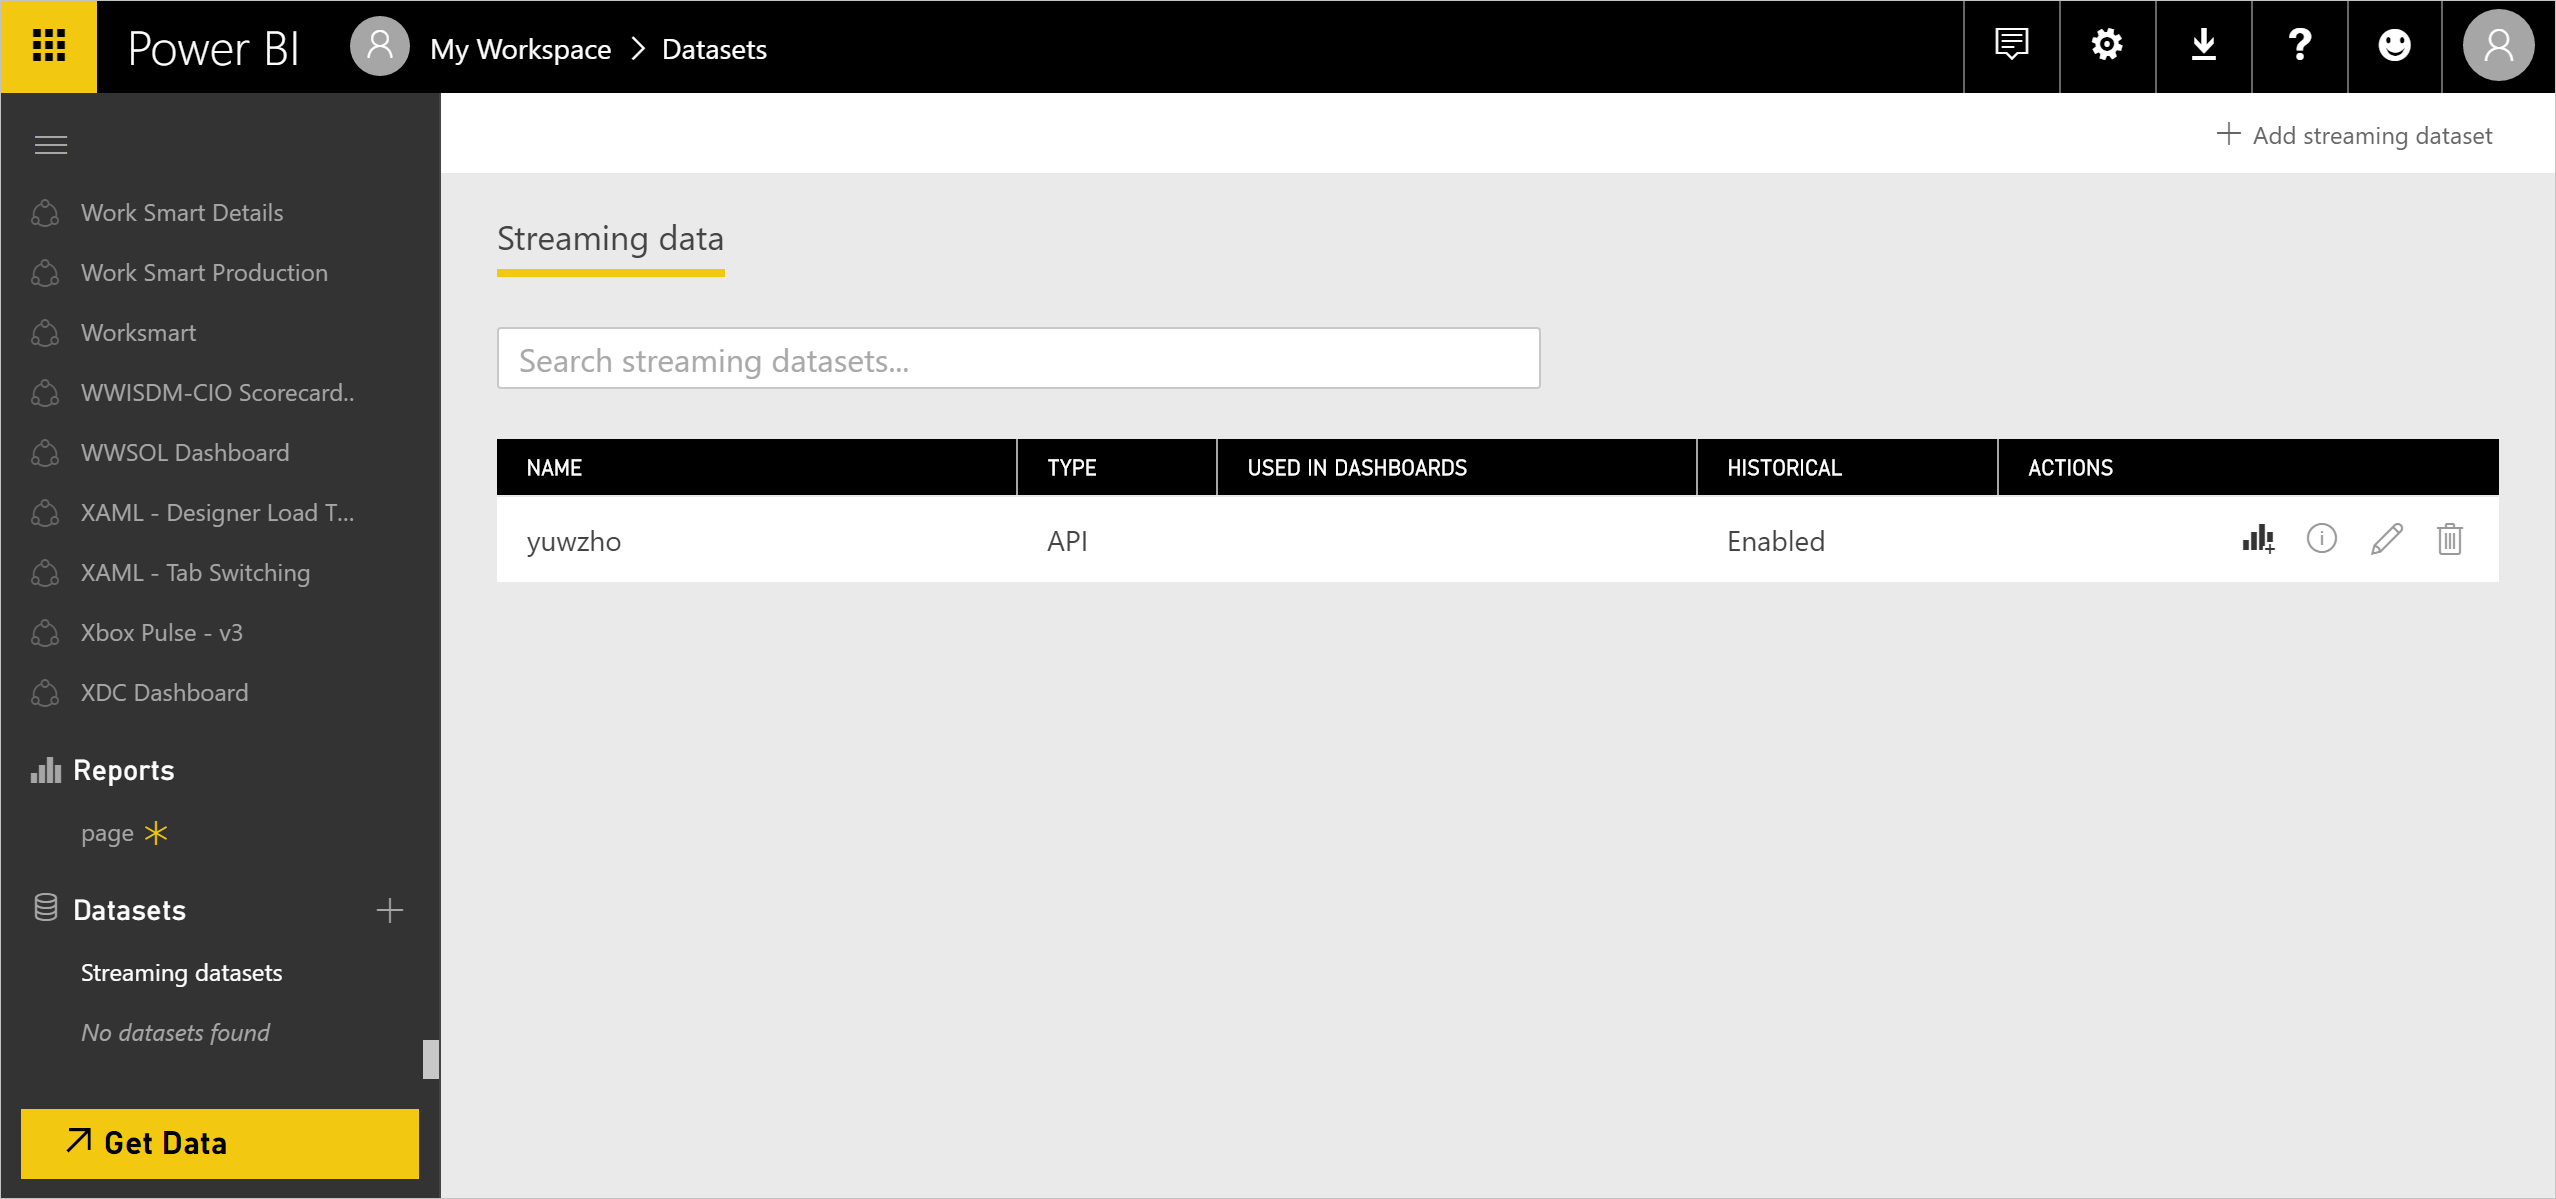 Power BI
My Workspace > Datasets
+ Add streaming dataset
Work Smart Details
Work Smart Production
Worksmart
WWISDM-CIO Scorecard..
WWSOL Dashboard
XAML - Designer Load T...
XAML - Tab Switching
Xbox Pulse - v3
XDC Dashboard
Reports
page
Datasets
Streaming datasets
No datasets found
Get Data
Streaming data
Search streaming datasets...
NAME TYPE USED IN DASHBOARDS HISTORICAL ACTIONS
yuwzho API Enabled